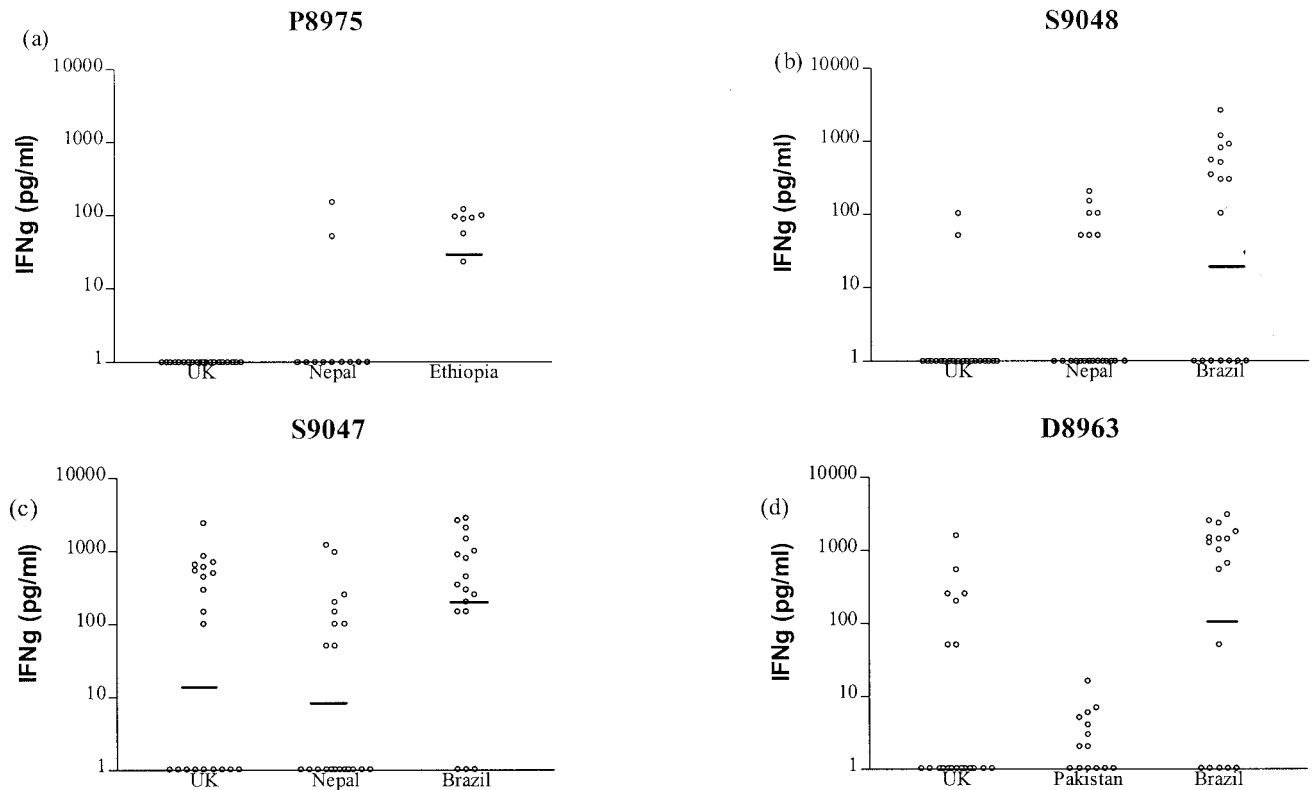 P8975
(a)
10000
1000
100
10
1
IFNg (pg/ml)
UK Nepal Ethiopia
S9048
(b)
10000
1000
100
10
1
IFNg (pg/ml)
UK Nepal Brazil
S9047
(c)
10000
1000
100
10
1
IFNg (pg/ml)
UK Nepal Brazil
D8963
(d)
10000
1000
100
10
1
IFNg (pg/ml)
UK Pakistan Brazil